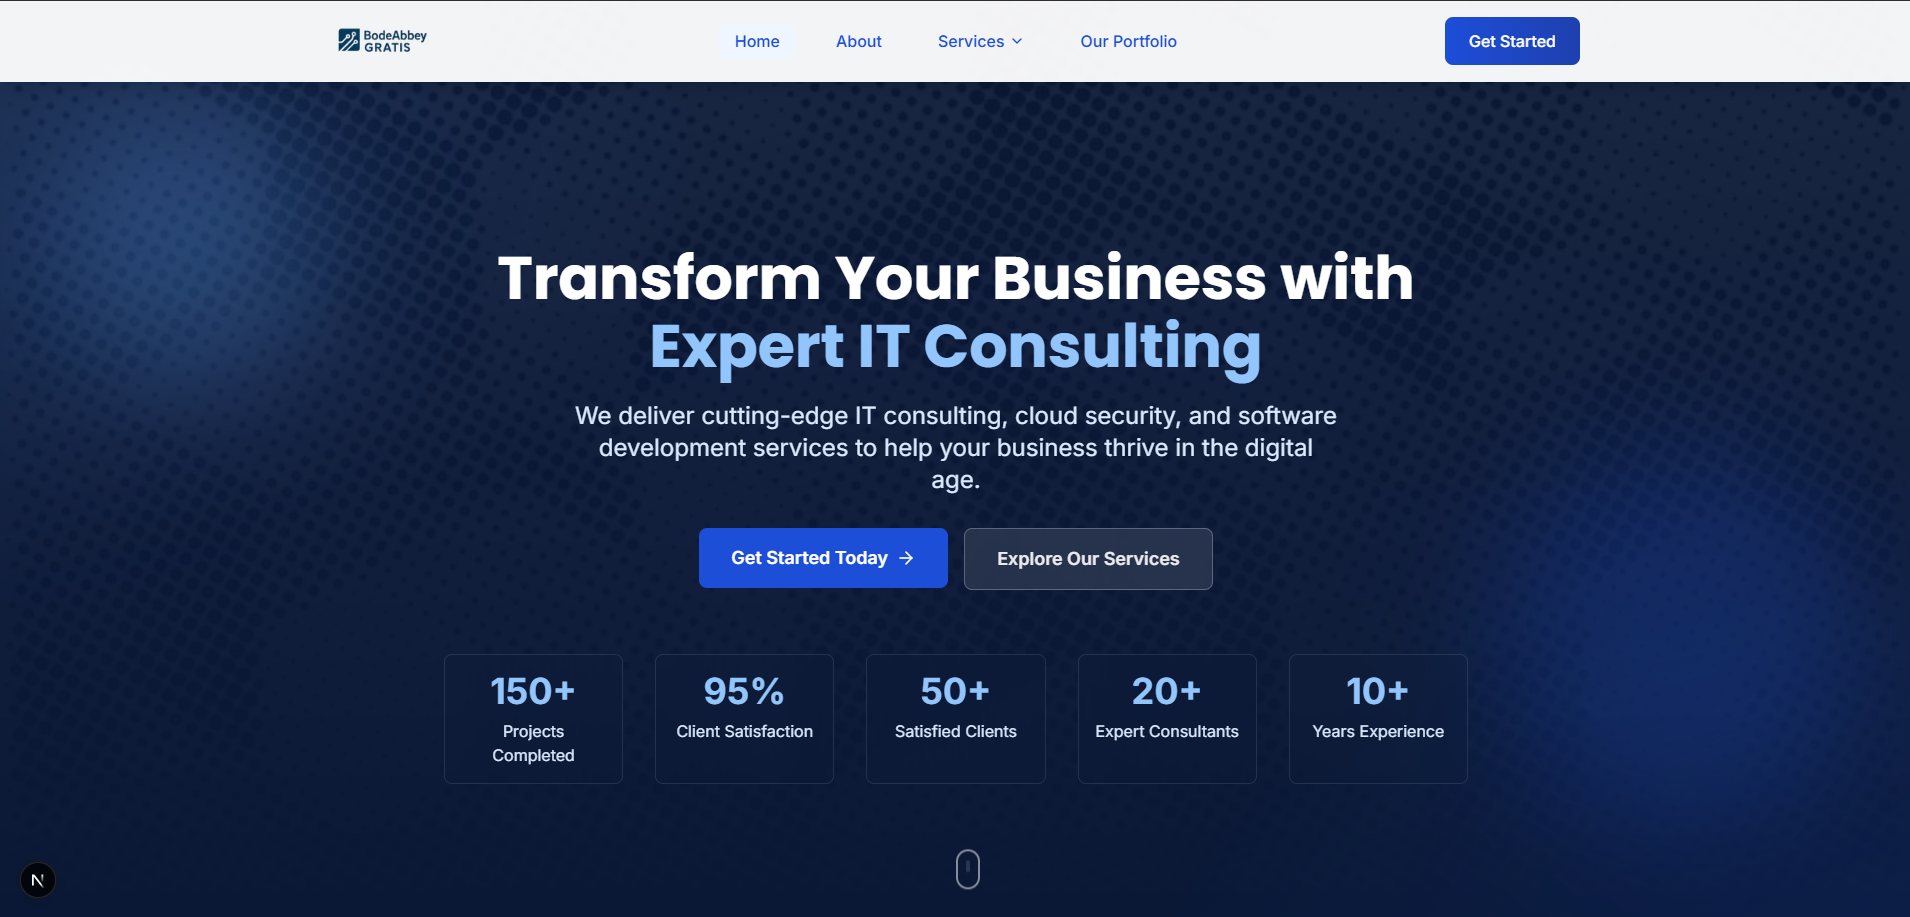 BodeAbbey
GRATIS
Home
About
Services
Our Portfolio
Get Started
Transform Your Business with
Expert IT Consulting
We deliver cutting-edge IT consulting, cloud security, and software
development services to help your business thrive in the digital
age.
Get Started Today →
Explore Our Services
150+
Projects
Completed
95%
Client Satisfaction
50+
Satisfied Clients
20+
Expert Consultants
10+
Years Experience
N